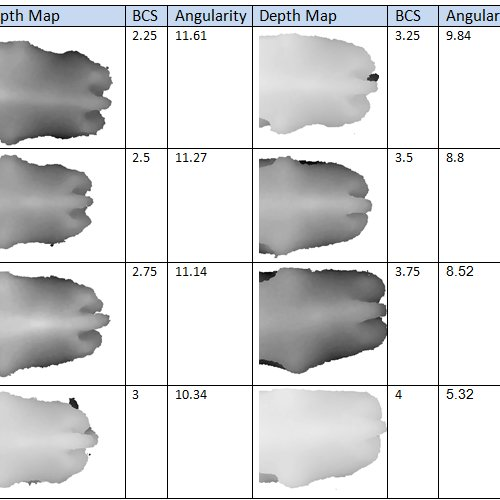 pth Map BCS Angularity Depth Map BCS Angular
2.25 11.61 3.25 9.84
2.5 11.27 3.5 8.8
2.75 11.14 3.75 8.52
3 10.34 4 5.32